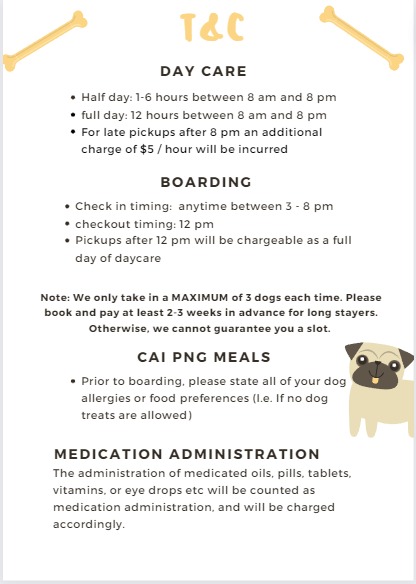 T&C
DAY CARE
Half day: 1-6 hours between 8 am and 8 pm
full day: 12 hours between 8 am and 8 pm
For late pickups after 8 pm an additional
charge of $5 / hour will be incurred
BOARDING
Check in timing: anytime between 3 - 8 pm
checkout timing: 12 pm
Pickups after 12 pm will be chargeable as a full
day of daycare
Note: We only take in a MAXIMUM of 3 dogs each time. Please
book and pay at least 2-3 weeks in advance for long stayers.
Otherwise, we cannot guarantee you a slot.
CAI PNG MEALS
Prior to boarding, please state all of your dog
allergies or food preferences (I.e. If no dog
treats are allowed)
MEDICATION ADMINISTRATION
The administration of medicated oils, pills, tablets,
vitamins, or eye drops etc will be counted as
medication administration, and will be charged
accordingly.